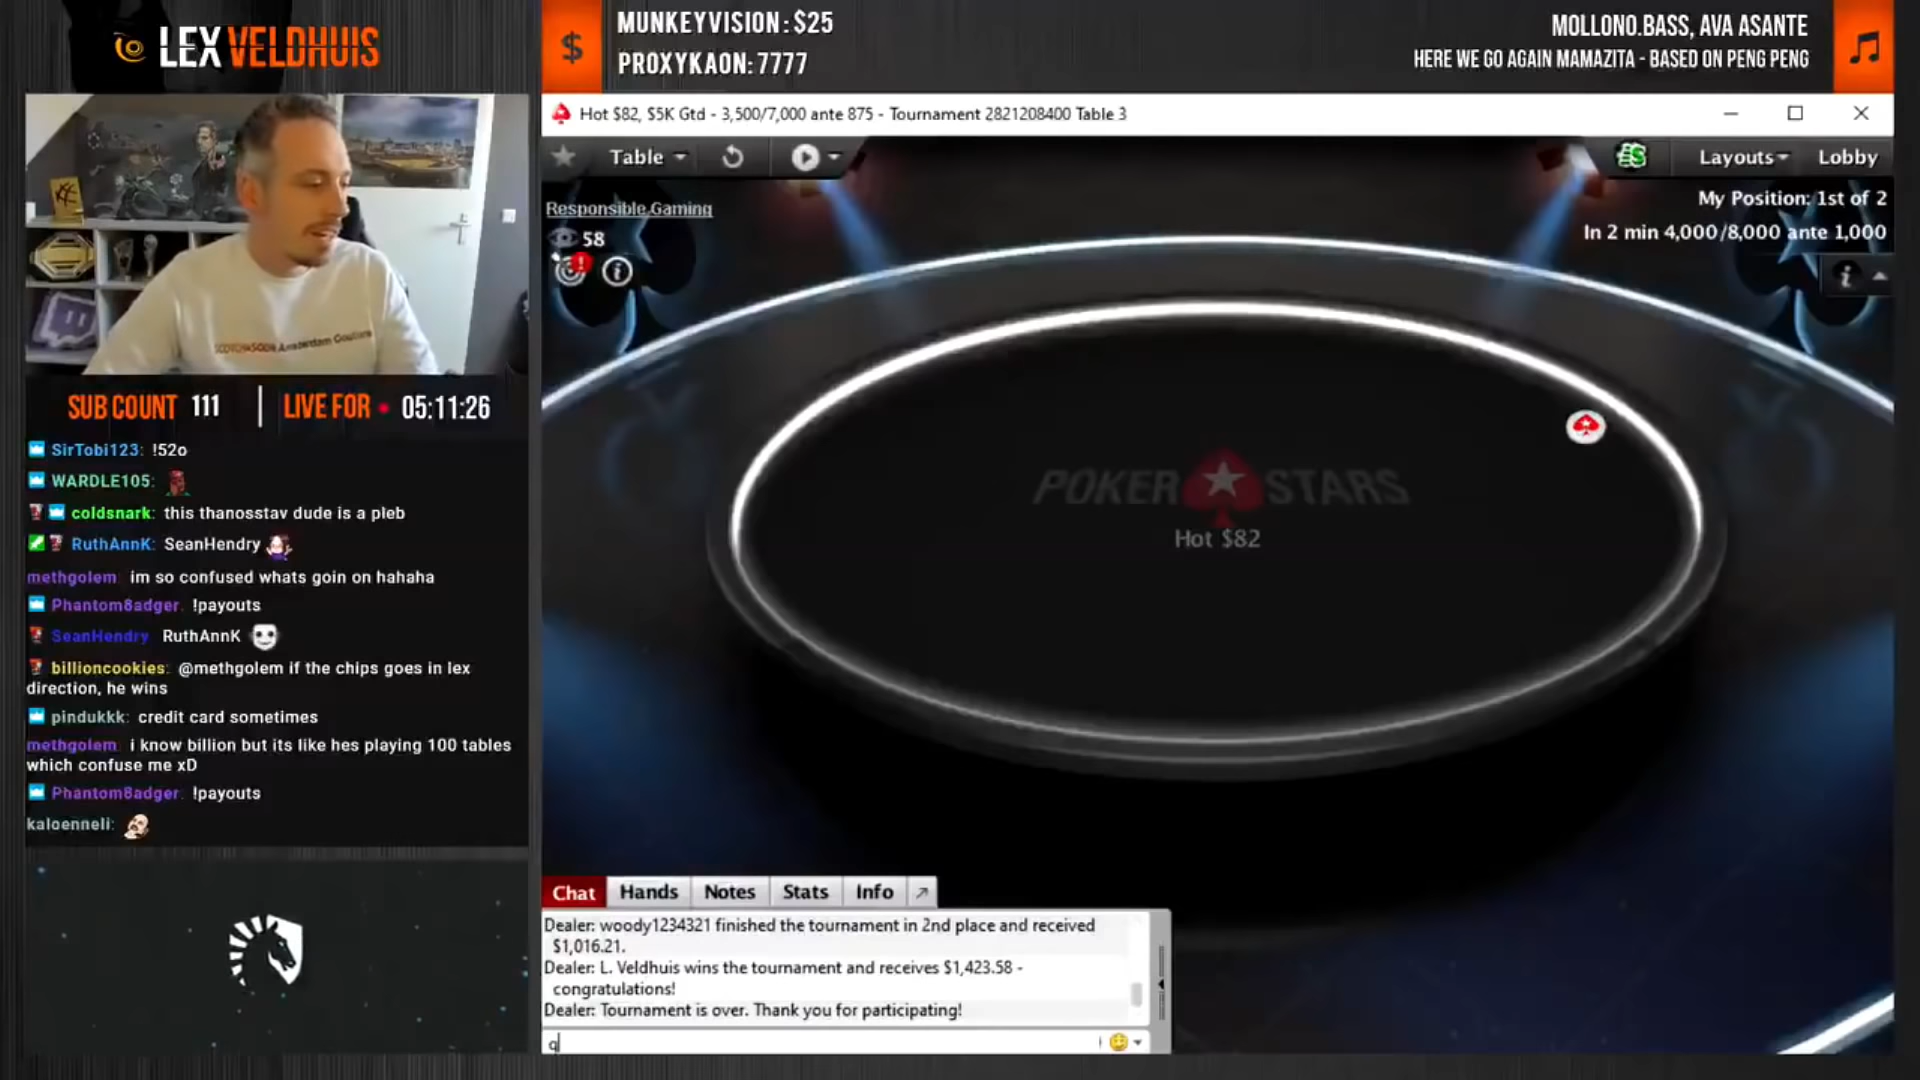 LEX VELDHUIS
$
MUNKEYVISION: $25
PROXYKAON: 7777
MOLLONO.BASS, AVA ASANTE
HERE WE GO AGAIN MAMAZITA - BASED ON PENG PENG
SUB COUNT 111
LIVE FOR 05:11:26
SirTobi123: !52o
WARDLE105:
coldsnark: this thanosstav dude is a pleb
RuthAnnK: SeanHendry
methgolem: im so confused whats goin on hahaha
Phantom8adger: !payouts
SeanHendry RuthAnnK
billioncookies: @methgolem if the chips goes in lex
direction, he wins
pindukkk: credit card sometimes
methgolem: i know billion but its like hes playing 100 tables
which confuse me xD
Phantom8adger: !payouts
kaloenneli:
Hot $82, $5K Gtd - 3,500/7,000 ante 875 - Tournament 2821208400 Table 3
Table
Layouts
Lobby
Responsible Gaming
58
My Position: 1st of 2
In 2 min 4,000/8,000 ante 1,000
POKER STARS
Hot $82
Chat Hands Notes Stats Info
Dealer: woody1234321 finished the tournament in 2nd place and received
$1,016.21.
Dealer: L. Veldhuis wins the tournament and receives $1,423.58 -
congratulations!
Dealer: Tournament is over. Thank you for participating!
q